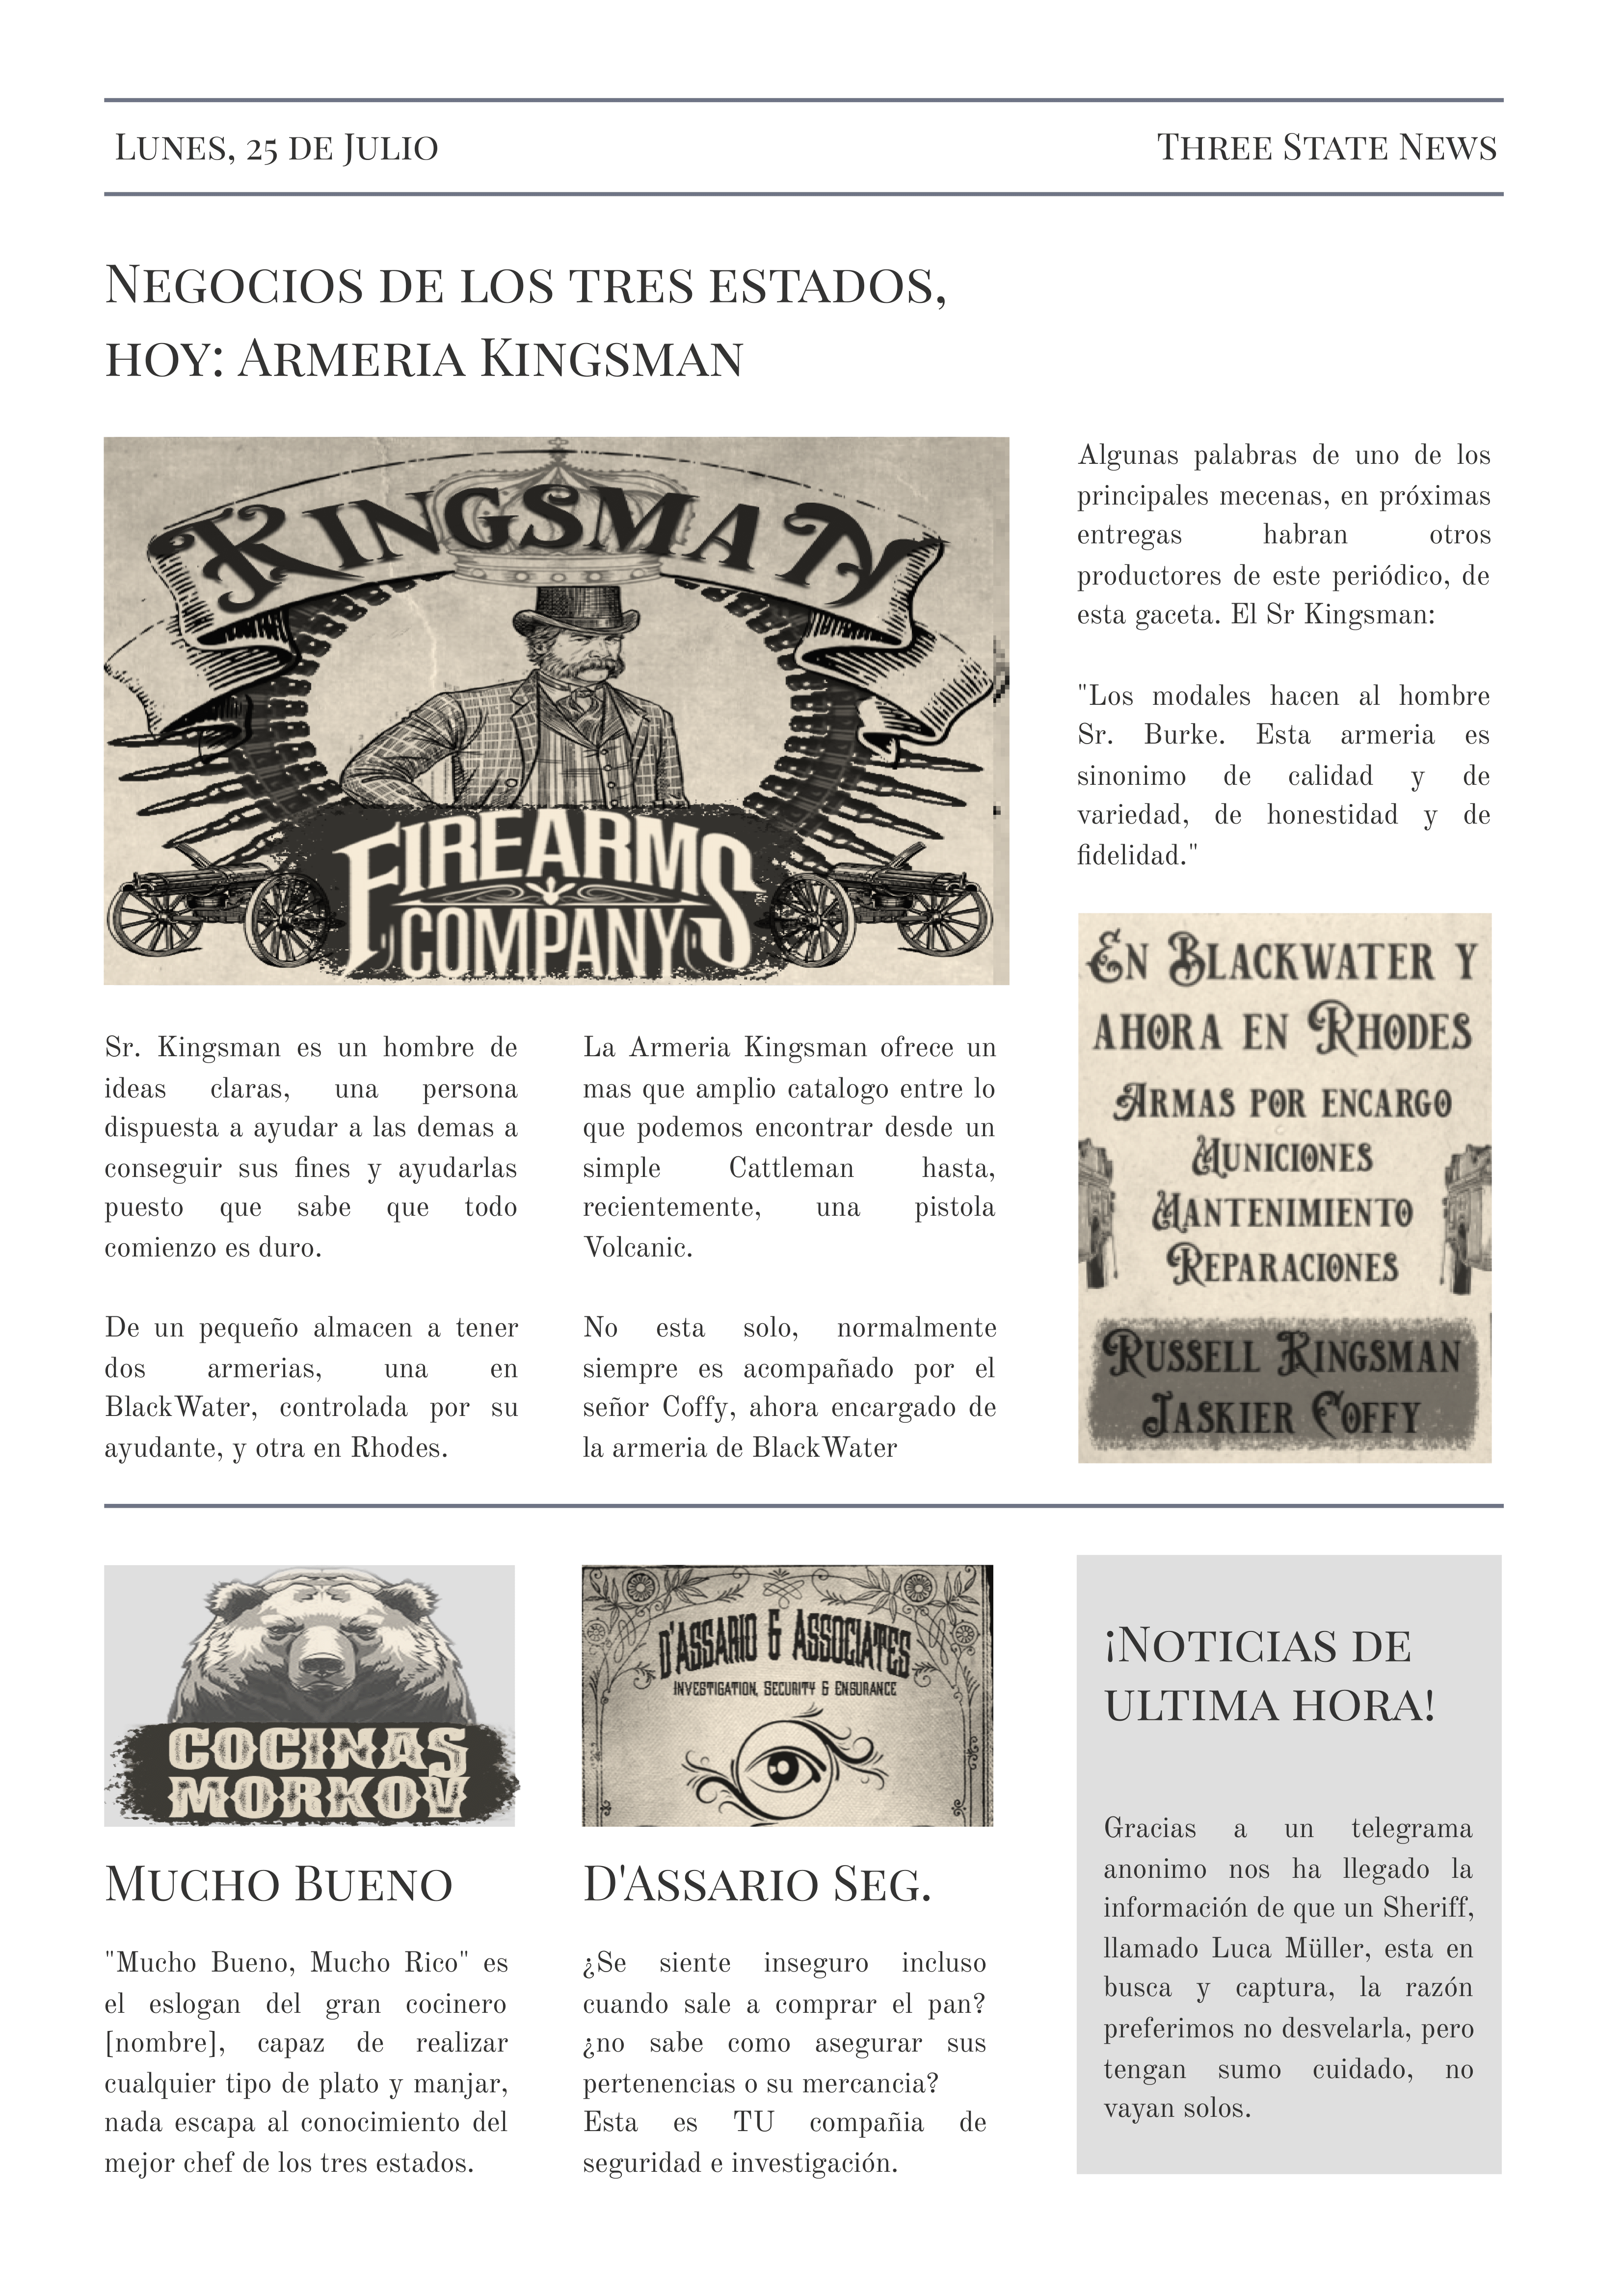 Lunes, 25 de Julio
Three State News
Negocios de los tres estados,
hoy: Armeria Kingsman
Kingsman
Firearms
Company
Sr. Kingsman es un hombre de
ideas claras, una persona
dispuesta a ayudar a las demas a
conseguir sus fines y ayudarlas
puesto que sabe que todo
comienzo es duro.
De un pequeño almacen a tener
dos armerias, una en
BlackWater, controlada por su
ayudante, y otra en Rhodes.
La Armeria Kingsman ofrece un
mas que amplio catalogo entre lo
que podemos encontrar desde un
simple Cattleman hasta,
recientemente, una pistola
Volcanic.
No esta solo, normalmente
siempre es acompañado por el
señor Coffy, ahora encargado de
la armeria de BlackWater
Algunas palabras de uno de los
principales mecenas, en próximas
entregas habran otros
productores de este periódico, de
esta gaceta. El Sr Kingsman:
"Los modales hacen al hombre
Sr. Burke. Esta armeria es
sinonimo de calidad y de
variedad, de honestidad y de
fidelidad."
En Blackwater y
ahora en Rhodes
Armas por encargo
Municiones
Mantenimiento
Reparaciones
Russell Kingsman
Jaskier Coffy
COCINAS
MORKOV
Mucho Bueno
"Mucho Bueno, Mucho Rico" es
el eslogan del gran cocinero
[nombre], capaz de realizar
cualquier tipo de plato y manjar,
nada escapa al conocimiento del
mejor chef de los tres estados.
D'Assario & Associates
Investigation, Security & Ensurance
D'Assario Seg.
¿Se siente inseguro incluso
cuando sale a comprar el pan?
¿no sabe como asegurar sus
pertenencias o su mercancia?
Esta es TU compañia de
seguridad e investigación.
¡Noticias de
ultima hora!
Gracias a un telegrama
anonimo nos ha llegado la
información de que un Sheriff,
llamado Luca Müller, esta en
busca y captura, la razón
preferimos no desvelarla, pero
tengan sumo cuidado, no
vayan solos.